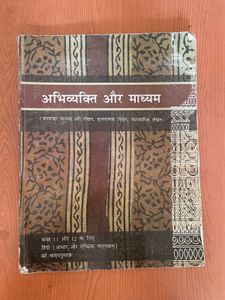 अभिव्यक्ति और माध्यम
(जनसंचार माध्यम और लेखन, सृजनात्मक लेखन, व्यावहारिक लेखन)
कक्षा 11 और 12 के लिए
हिंदी (आधार और ऐच्छिक पाठ्यक्रम)
की पाठ्यपुस्तक